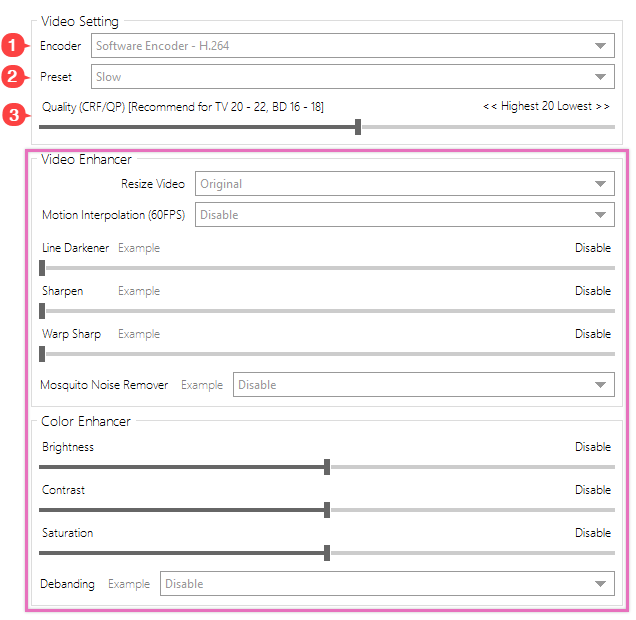 Video Setting
1 Encoder Software Encoder - H.264
2 Preset Slow
3 Quality (CRF/QP) [Recommend for TV 20 - 22, BD 16 - 18] << Highest 20 Lowest >>
Video Enhancer
Resize Video Original
Motion Interpolation (60FPS) Disable
Line Darkener Example Disable
Sharpen Example Disable
Warp Sharp Example Disable
Mosquito Noise Remover Example Disable
Color Enhancer
Brightness Disable
Contrast Disable
Saturation Disable
Debanding Example Disable